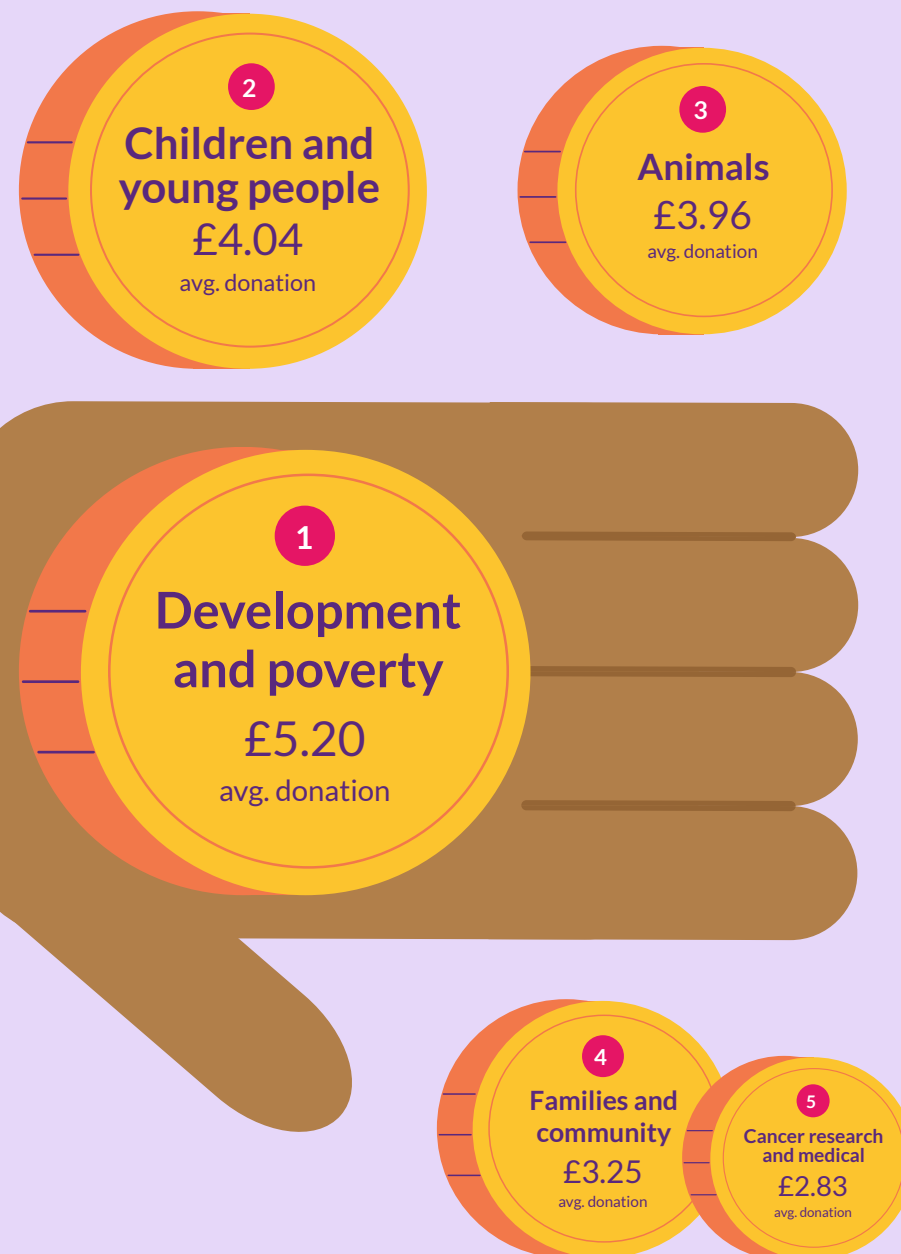 2
Children and
young people
£4.04
avg. donation
3
Animals
£3.96
avg. donation
1
Development
and poverty
£5.20
avg. donation
4
Families and
community
£3.25
avg. donation
5
Cancer research
and medical
£2.83
avg. donation